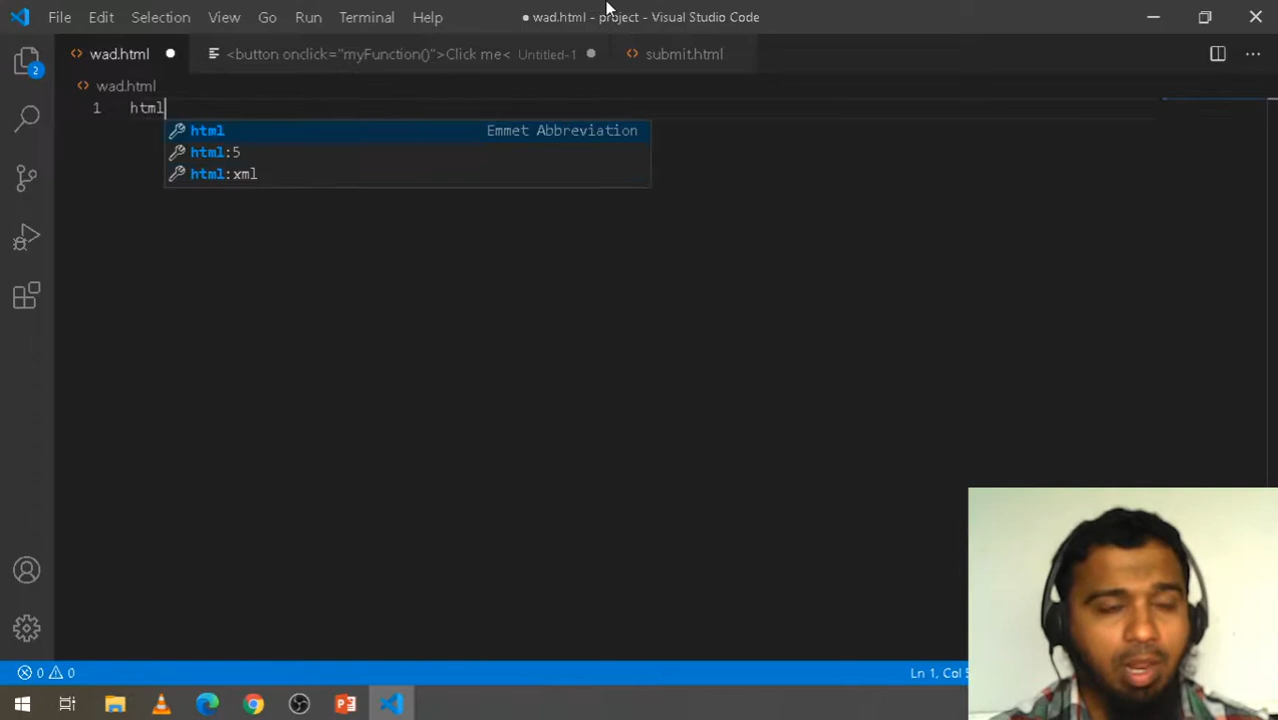 File Edit Selection View Go Run Terminal Help ● wad.html - project - Visual Studio Code
wad.html ● <button onclick="myFunction()">Click me< Untitled-1 ● submit.html
wad.html
1 html
html Emmet Abbreviation
html:5
html:xml
2
0 0 Ln 1, Col